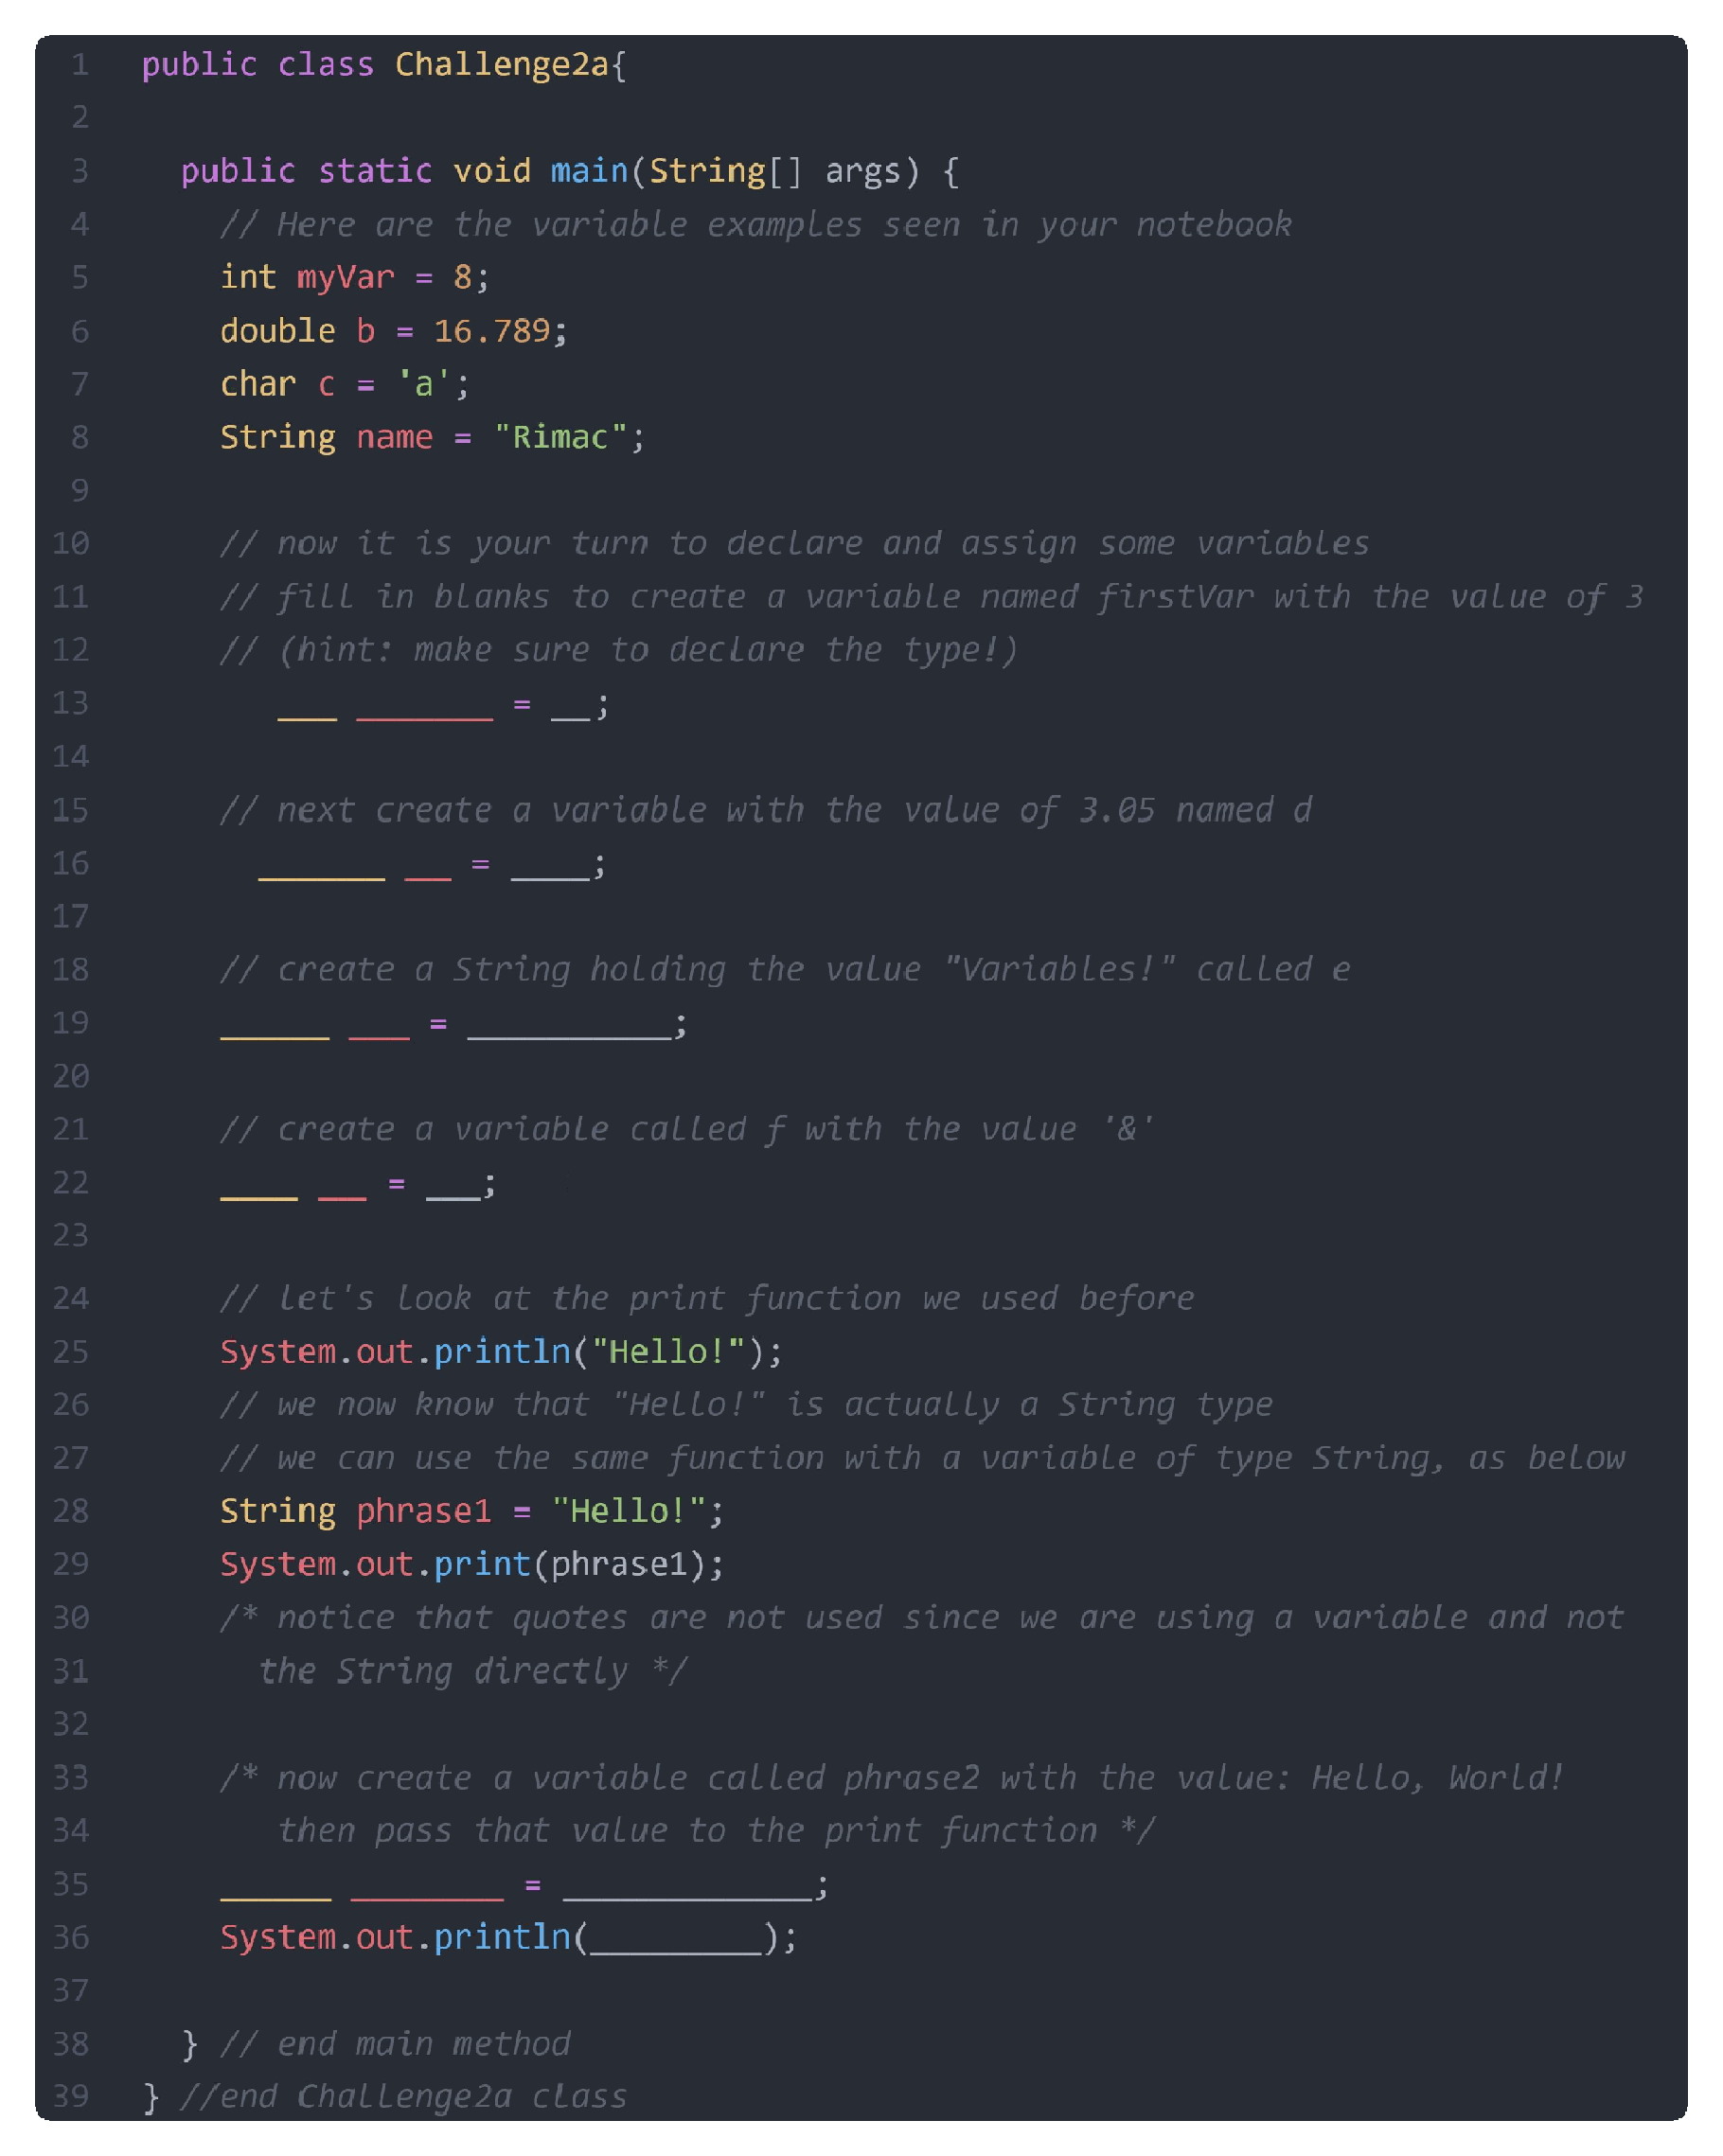 1 public class Challenge2a{
2
3 public static void main(String[] args) {
4 // Here are the variable examples seen in your notebook
5 int myVar = 8;
6 double b = 16.789;
7 char c = 'a';
8 String name = "Rimac";
9
10 // now it is your turn to declare and assign some variables
11 // fill in blanks to create a variable named firstVar with the value of 3
12 // (hint: make sure to declare the type!)
13 ___ _______ = __;
14
15 // next create a variable with the value of 3.05 named d
16 ______ __ = ____;
17
18 // create a String holding the value "Variables!" called e
19 ______ ___ = ___________;
20
21 // create a variable called f with the value '&'
22 ____ __ = ___;
23
24 // let's look at the print function we used before
25 System.out.println("Hello!");
26 // we now know that "Hello!" is actually a String type
27 // we can use the same function with a variable of type String, as below
28 String phrase1 = "Hello!";
29 System.out.print(phrase1);
30 /* notice that quotes are not used since we are using a variable and not
31 the String directly */
32
33 /* now create a variable called phrase2 with the value: Hello, World!
34 then pass that value to the print function */
35 ______ ________ = _____________;
36 System.out.println(_________);
37
38 } // end main method
39 } //end Challenge2a class